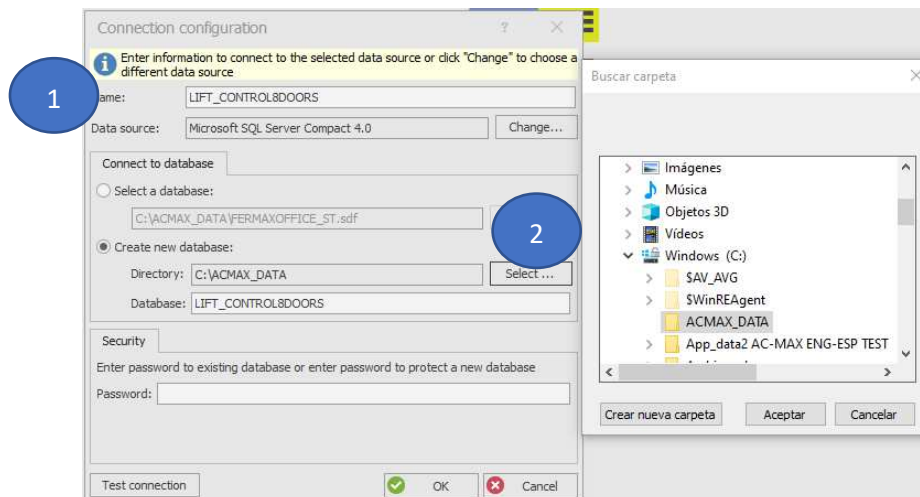 Connection configuration
?
Enter information to connect to the selected data source or click "Change" to choose a
different data source
1
ame:
LIFT_CONTROL8DOORS
Data source:
Microsoft SQL Server Compact 4.0
Change...
Connect to database
Select a database:
C:\ACMAX_DATA\FERMAXOFFICE_ST.sdf
2
Create new database:
Directory:
C:\ACMAX_DATA
Select ...
Database:
LIFT_CONTROL8DOORS
Security
Enter password to existing database or enter password to protect a new database
Password:
Test connection
OK
Cancel
Buscar carpeta
Imágenes
Música
Objetos 3D
Vídeos
Windows (C:)
$AV_AVG
$WinREAgent
ACMAX_DATA
App_data2 AC-MAX ENG-ESP TEST
Crear nueva carpeta
Aceptar
Cancelar